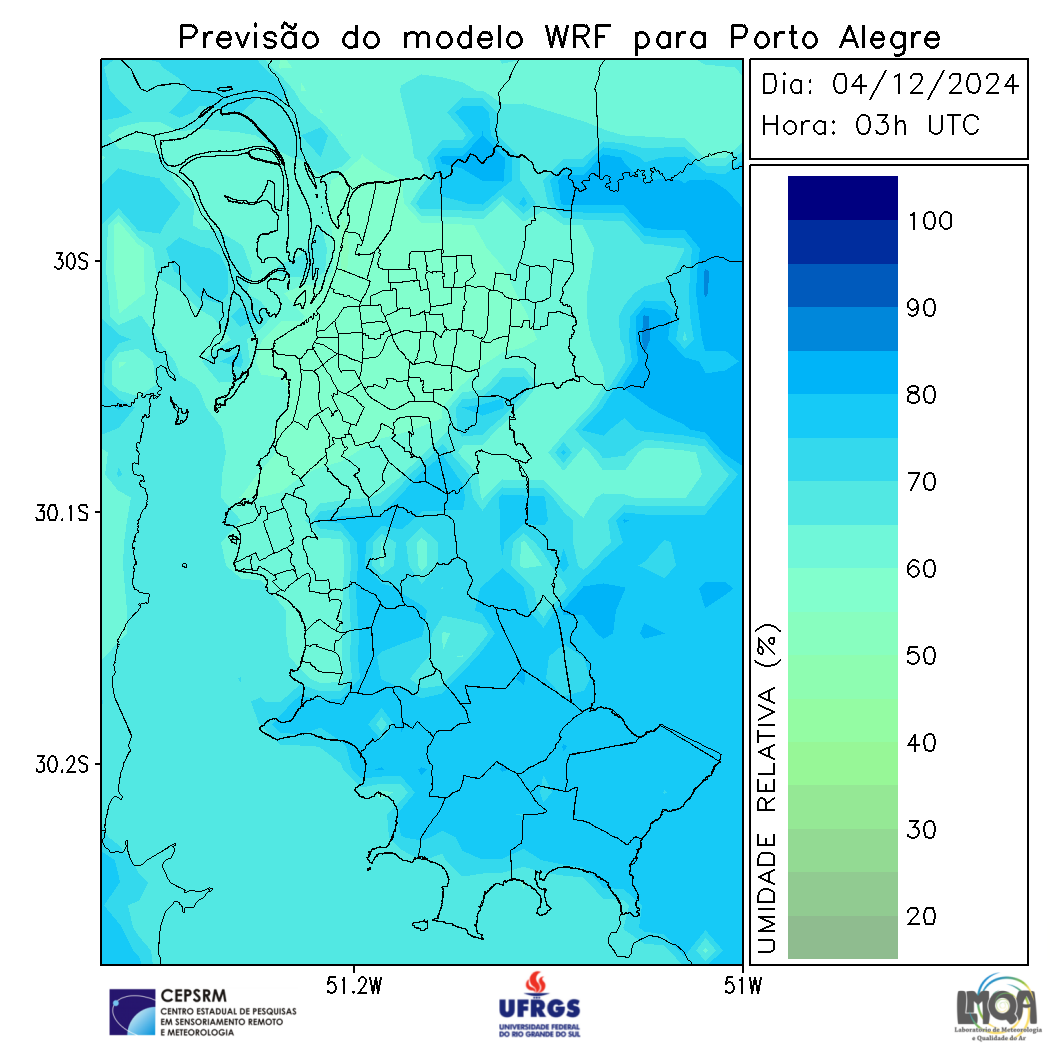 Previsão do modelo WRF para Porto Alegre
Dia: 04/12/2024
Hora: 03h UTC
30S
30.1S
30.2S
51.2W
51W
UMIDADE RELATIVA (%)
100
90
80
70
60
50
40
30
20
CEPSRM
CENTRO ESTADUAL DE PESQUISAS
EM SENSORIAMENTO REMOTO
E METEOROLOGIA
UFRGS
UNIVERSIDADE FEDERAL
DO RIO GRANDE DO SUL
LMQA
Laboratório de Meteorologia
e Qualidade do Ar